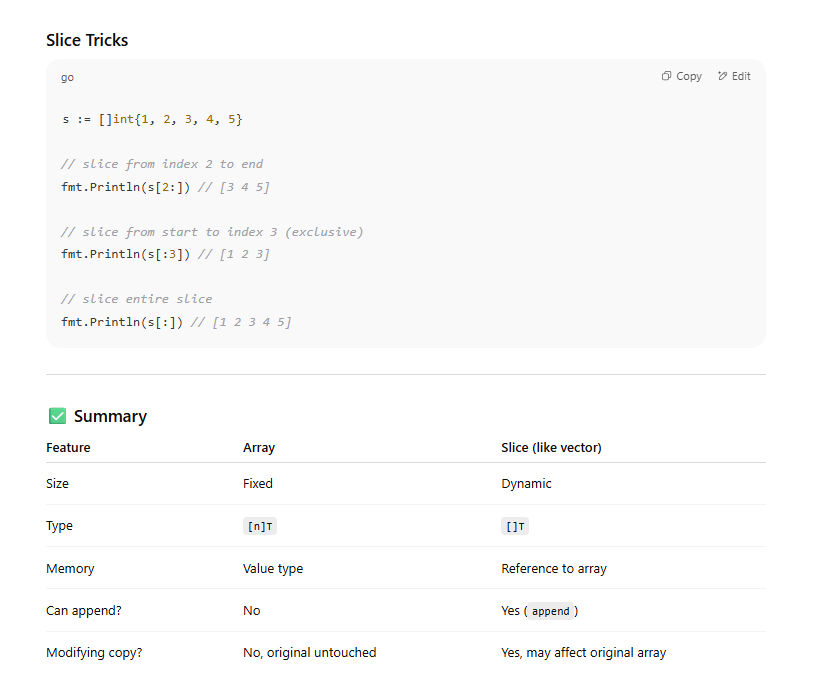 Slice Tricks
go
Copy Edit
s := []int{1, 2, 3, 4, 5}
// slice from index 2 to end
fmt.Println(s[2:]) // [3 4 5]
// slice from start to index 3 (exclusive)
fmt.Println(s[:3]) // [1 2 3]
// slice entire slice
fmt.Println(s[:]) // [1 2 3 4 5]
✅ Summary
Feature Array Slice (like vector)
Size Fixed Dynamic
Type [n]T []T
Memory Value type Reference to array
Can append? No Yes (append)
Modifying copy? No, original untouched Yes, may affect original array